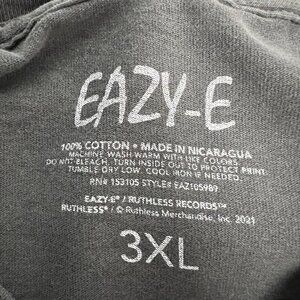 EAZY-E
100% COTTON • MADE IN NICARAGUA
MACHINE WASH WARM WITH LIKE COLORS.
DO NOT BLEACH. TURN INSIDE OUT TO PROTECT PRINT.
TUMBLE DRY LOW. COOL IRON IF NEEDED.
RN# 153105 STYLE# EAZ1059B9
EAZY-E® / RUTHLESS RECORDS™
RUTHLESS® / © Ruthless Merchandise, Inc. 2021
3XL